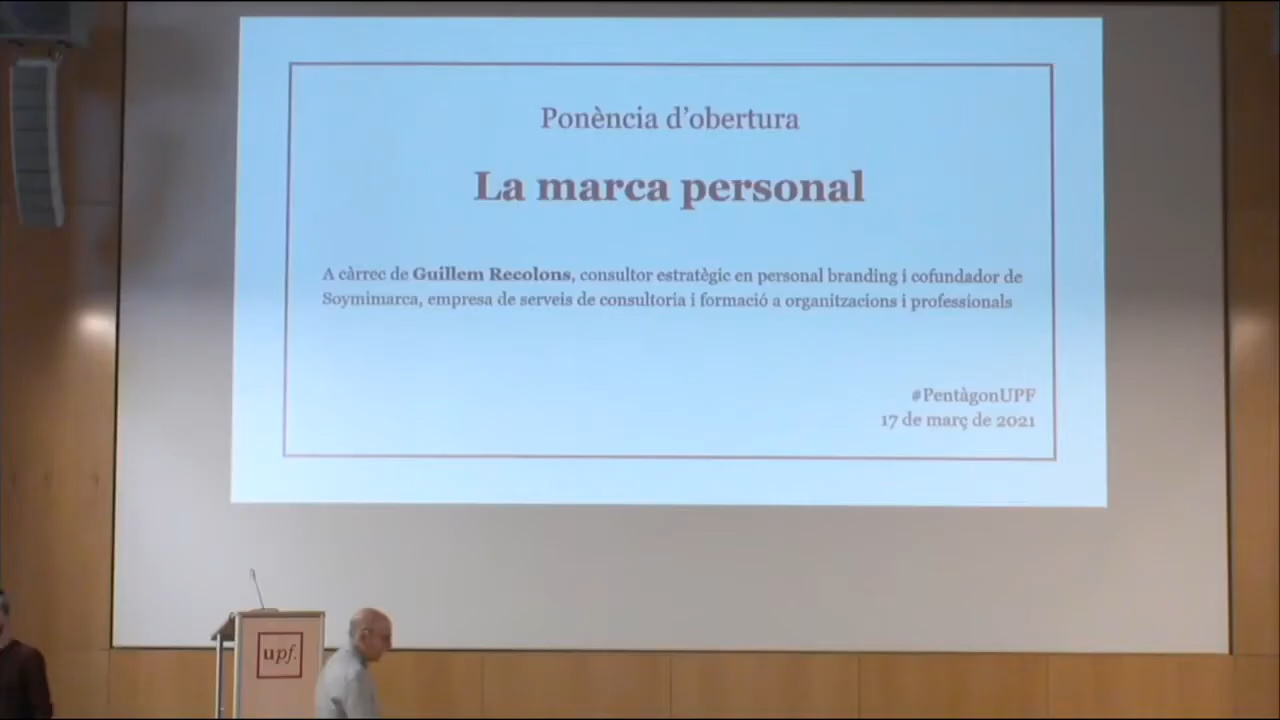 Ponència d'obertura
La marca personal
A càrrec de Guillem Recolons, consultor estratègic en personal branding i cofundador de
Soymimarca, empresa de serveis de consultoria i formació a organitzacions i professionals
#PentàgonUPF
17 de març de 2021
upf.